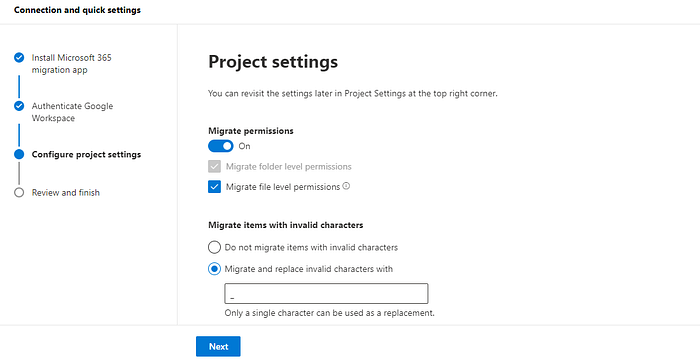 Connection and quick settings
Install Microsoft 365
migration app
Authenticate Google
Workspace
Configure project settings
Review and finish
Project settings
You can revisit the settings later in Project Settings at the top right corner.
Migrate permissions
On
Migrate folder level permissions
Migrate file level permissions
Migrate items with invalid characters
Do not migrate items with invalid characters
Migrate and replace invalid characters with
_
Only a single character can be used as a replacement.
Next